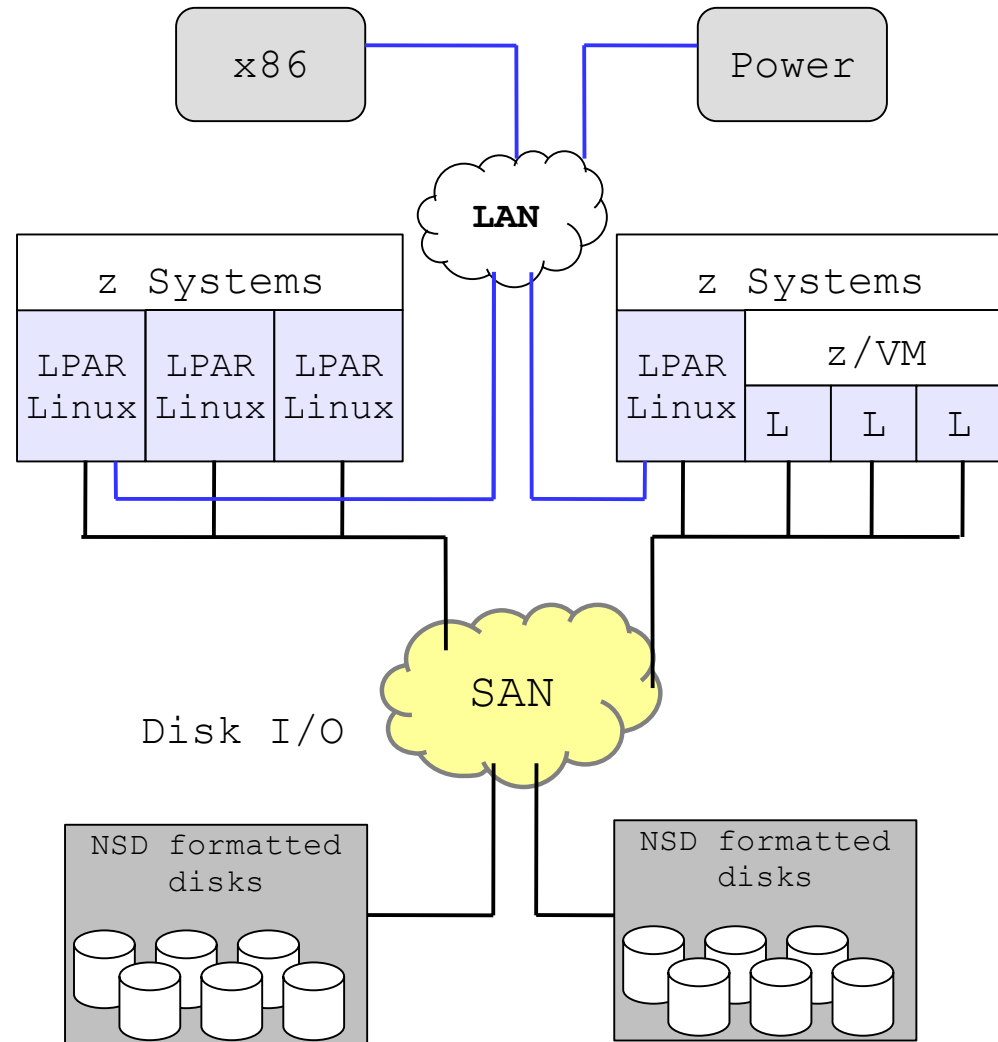 x86
Power
LAN
z Systems
LPAR
Linux
LPAR
Linux
LPAR
Linux
z Systems
LPAR
Linux
z/VM
L
L
L
SAN
Disk I/O
NSD formatted
disks
NSD formatted
disks